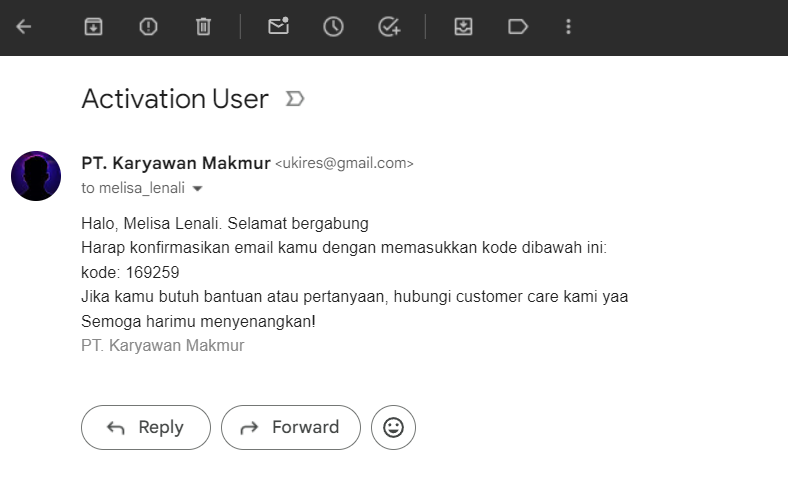 Activation User
PT. Karyawan Makmur <ukires@gmail.com>
to melisa_lenali
Halo, Melisa Lenali. Selamat bergabung
Harap konfirmasikan email kamu dengan memasukkan kode dibawah ini:
kode: 169259
Jika kamu butuh bantuan atau pertanyaan, hubungi customer care kami yaa
Semoga harimu menyenangkan!
PT. Karyawan Makmur
Reply Forward